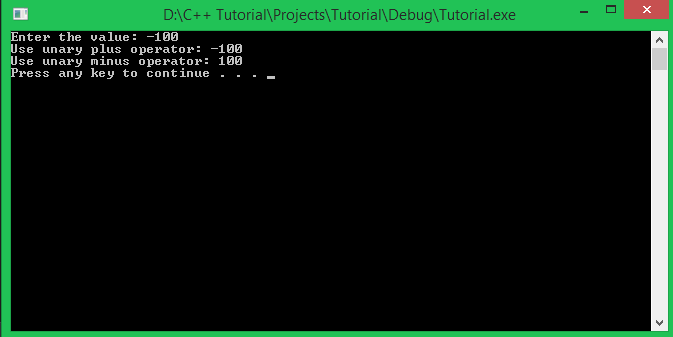 D:\C++ Tutorial\Projects\Tutorial\Debug\Tutorial.exe
Enter the value: -100
Use unary plus operator: -100
Use unary minus operator: 100
Press any key to continue . . . _